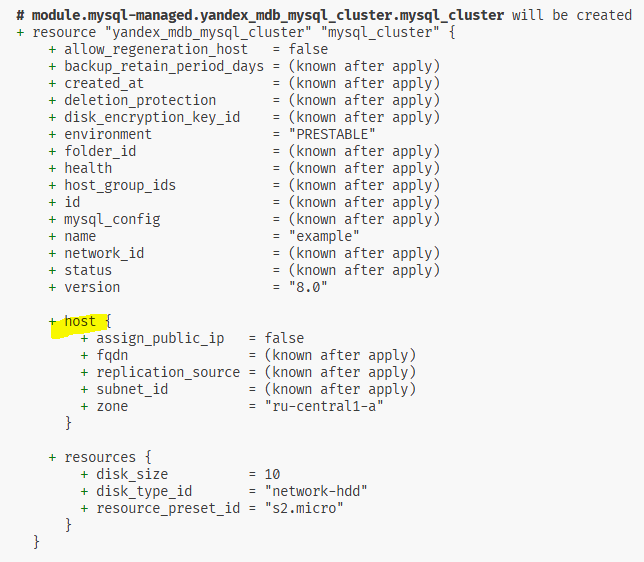 # module.mysql-managed.yandex_mdb_mysql_cluster.mysql_cluster will be created
+ resource "yandex_mdb_mysql_cluster" "mysql_cluster" {
    + allow_regeneration_host   = false
    + backup_retain_period_days = (known after apply)
    + created_at                = (known after apply)
    + deletion_protection       = (known after apply)
    + disk_encryption_key_id    = (known after apply)
    + environment               = "PRESTABLE"
    + folder_id                 = (known after apply)
    + health                    = (known after apply)
    + host_group_ids            = (known after apply)
    + id                        = (known after apply)
    + mysql_config              = (known after apply)
    + name                      = "example"
    + network_id                = (known after apply)
    + status                    = (known after apply)
    + version                   = "8.0"

    + host {
        + assign_public_ip   = false
        + fqdn               = (known after apply)
        + replication_source = (known after apply)
        + subnet_id          = (known after apply)
        + zone               = "ru-central1-a"
      }

    + resources {
        + disk_size          = 10
        + disk_type_id       = "network-hdd"
        + resource_preset_id = "s2.micro"
      }
  }